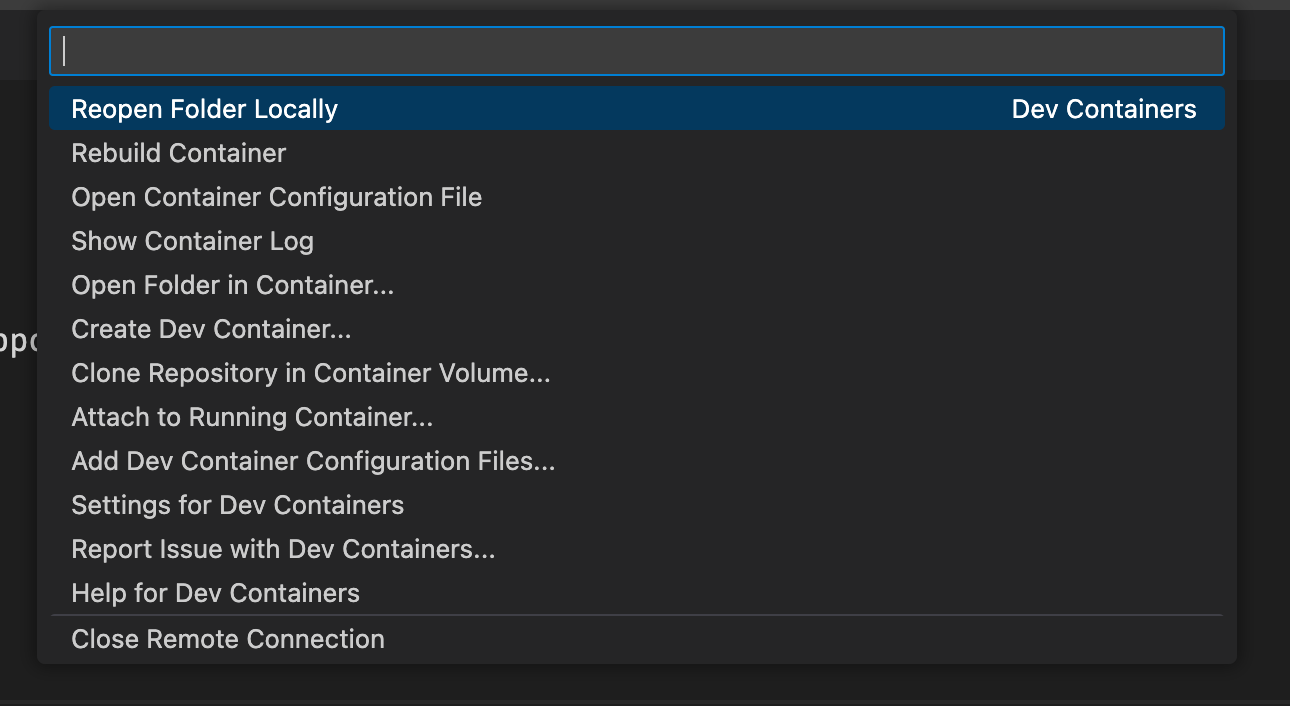 Reopen Folder Locally Dev Containers
Rebuild Container
Open Container Configuration File
Show Container Log
Open Folder in Container...
Create Dev Container...
Clone Repository in Container Volume...
Attach to Running Container...
Add Dev Container Configuration Files...
Settings for Dev Containers
Report Issue with Dev Containers...
Help for Dev Containers
Close Remote Connection